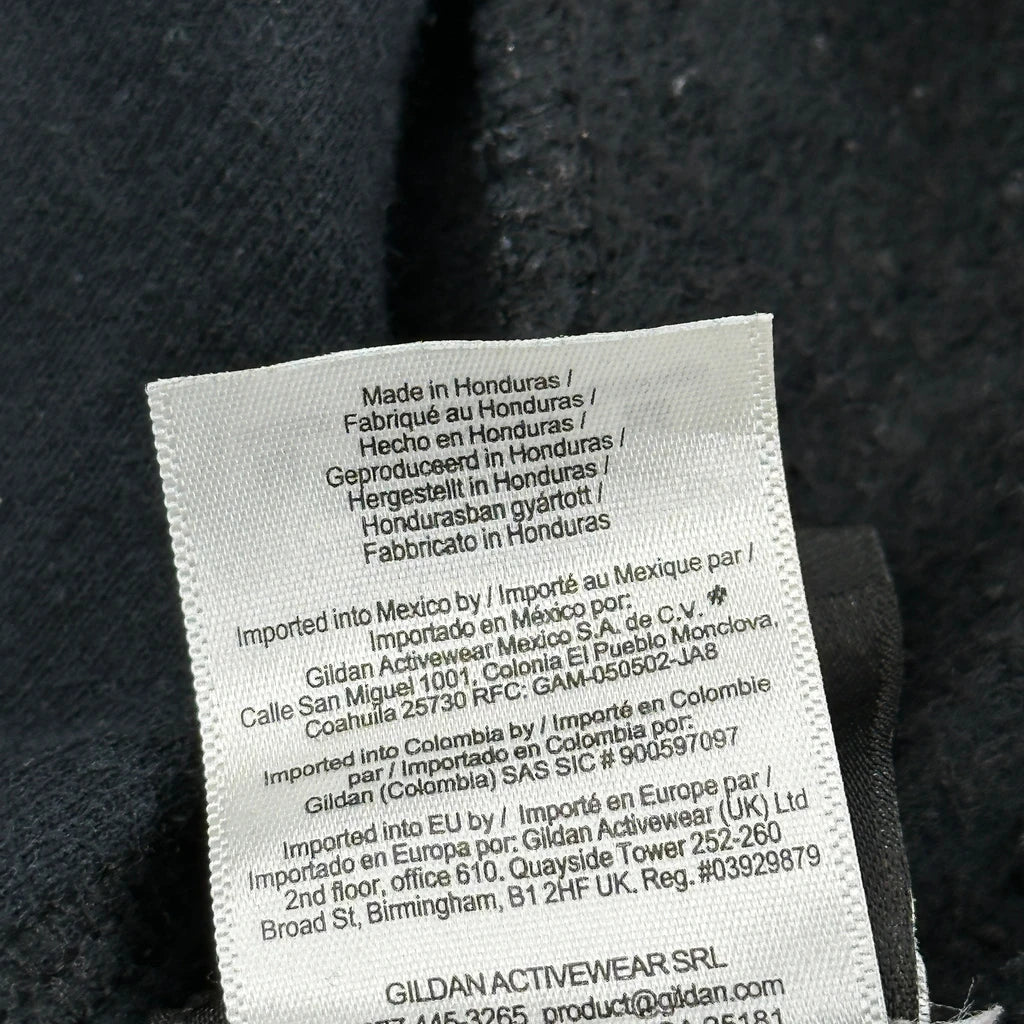 Made in Honduras /
Fabriqué au Honduras /
Hecho en Honduras /
Geproduceerd in Honduras /
Hergestellt in Honduras /
Hondurasban gyártott /
Fabbricato in Honduras
Imported into Mexico by / Importé au Mexique par /
Importado en México por:
Gildan Activewear Mexico S.A. de C.V.
Calle San Miguel 1001, Colonia El Pueblo Monclova,
Coahuila 25730 RFC: GAM-050502-JA8
Imported into Colombia by / Importé en Colombie
par / Importado en Colombia por:
Gildan (Colombia) SAS SIC # 900597097
Imported into EU by / Importé en Europe par /
Importado en Europa por: Gildan Activewear (UK) Ltd
2nd floor, office 610. Quayside Tower 252-260
Broad St, Birmingham, B1 2HF UK. Reg. #03929879
GILDAN ACTIVEWEAR SRL
445-3265 product@gildan.com